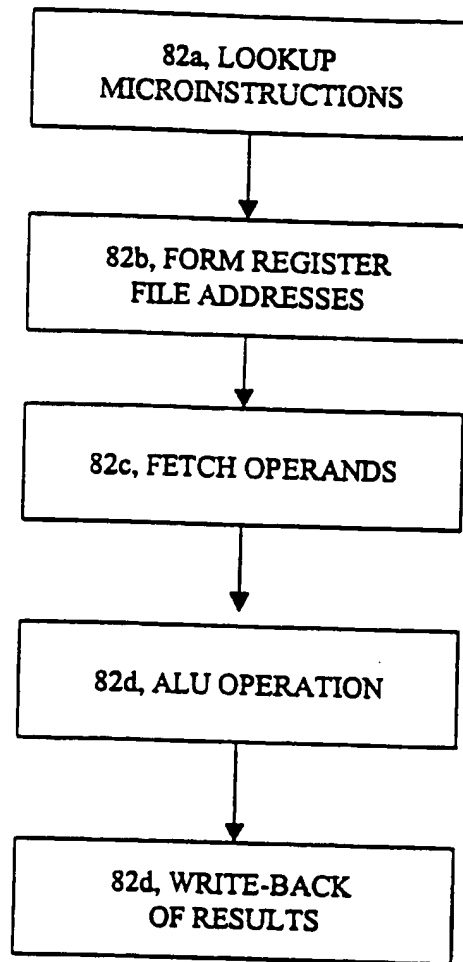 82a, LOOKUP
MICROINSTRUCTIONS
82b, FORM REGISTER
FILE ADDRESSES
82c, FETCH OPERANDS
82d, ALU OPERATION
82d, WRITE-BACK
OF RESULTS